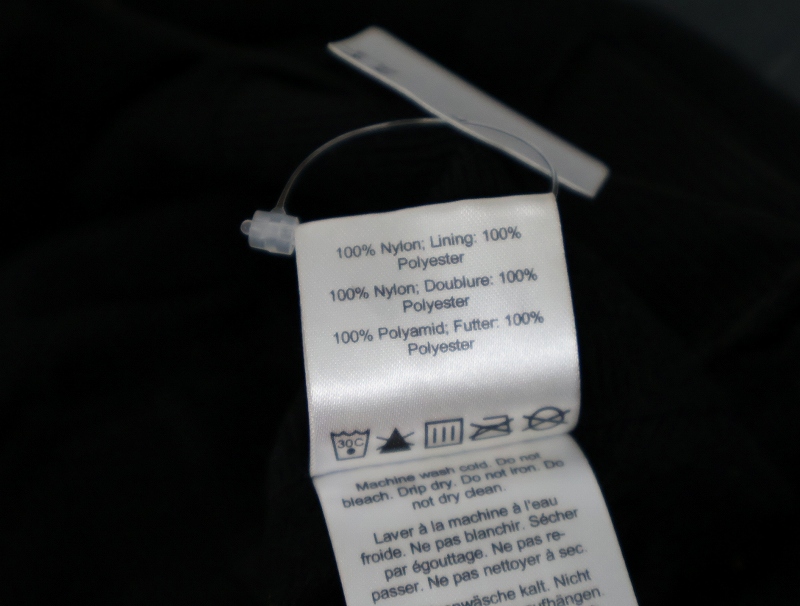 100% Nylon; Lining: 100%
Polyester
100% Nylon; Doublure: 100%
Polyester
100% Polyamid; Futter: 100%
Polyester
30C
Machine wash cold. Do not
bleach. Drip dry. Do not iron. Do
not dry clean.
Laver à la machine à l'eau
froide. Ne pas blanchir. Sécher
par égouttage. Ne pas re-
passer. Ne pas nettoyer à sec.
kalt. Nicht